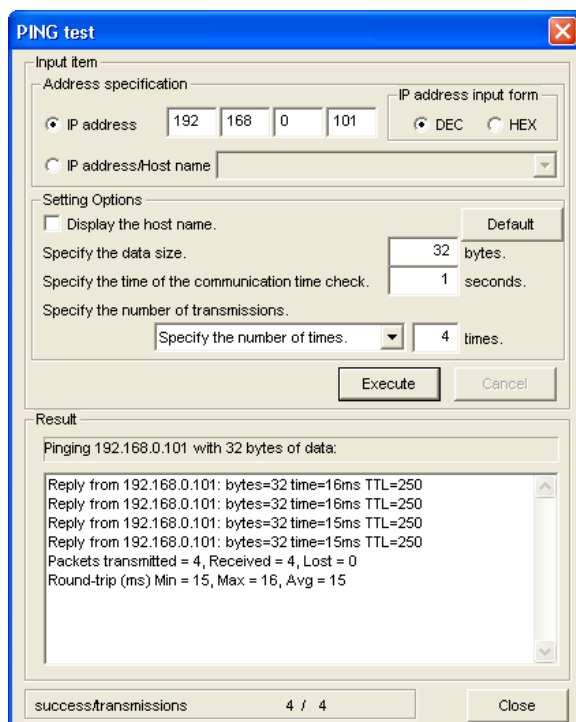 PING test
Input item
Address specification
IP address 192 168 0 101
IP address input form
DEC HEX
IP address/Host name
Setting Options
Display the host name. Default
Specify the data size. 32 bytes.
Specify the time of the communication time check. 1 seconds.
Specify the number of transmissions.
Specify the number of times. 4 times.
Execute Cancel
Result
Pinging 192.168.0.101 with 32 bytes of data:
Reply from 192.168.0.101: bytes=32 time=16ms TTL=250
Reply from 192.168.0.101: bytes=32 time=16ms TTL=250
Reply from 192.168.0.101: bytes=32 time=15ms TTL=250
Reply from 192.168.0.101: bytes=32 time=15ms TTL=250
Packets transmitted = 4, Received = 4, Lost = 0
Round-trip (ms) Min = 15, Max = 16, Avg = 15
success/transmissions 4 / 4 Close